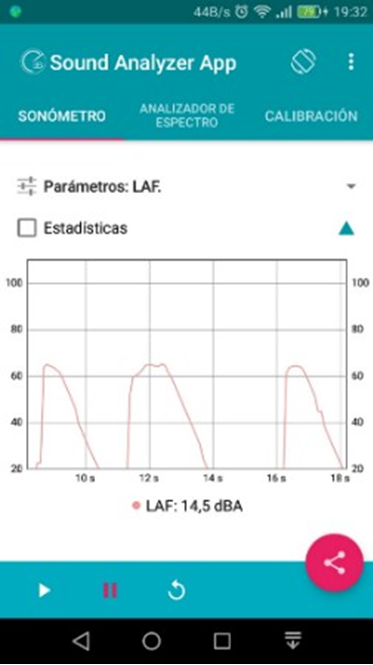 44B/s 79 19:32
Sound Analyzer App
SONÓMETRO
ANALIZADOR DE
ESPECTRO
CALIBRACIÓN
Parámetros: LAF.
Estadísticas
100 100
80 80
60 60
40 40
20 20
10 s 12 s 14 s 16 s 18 s
LAF: 14,5 dBA